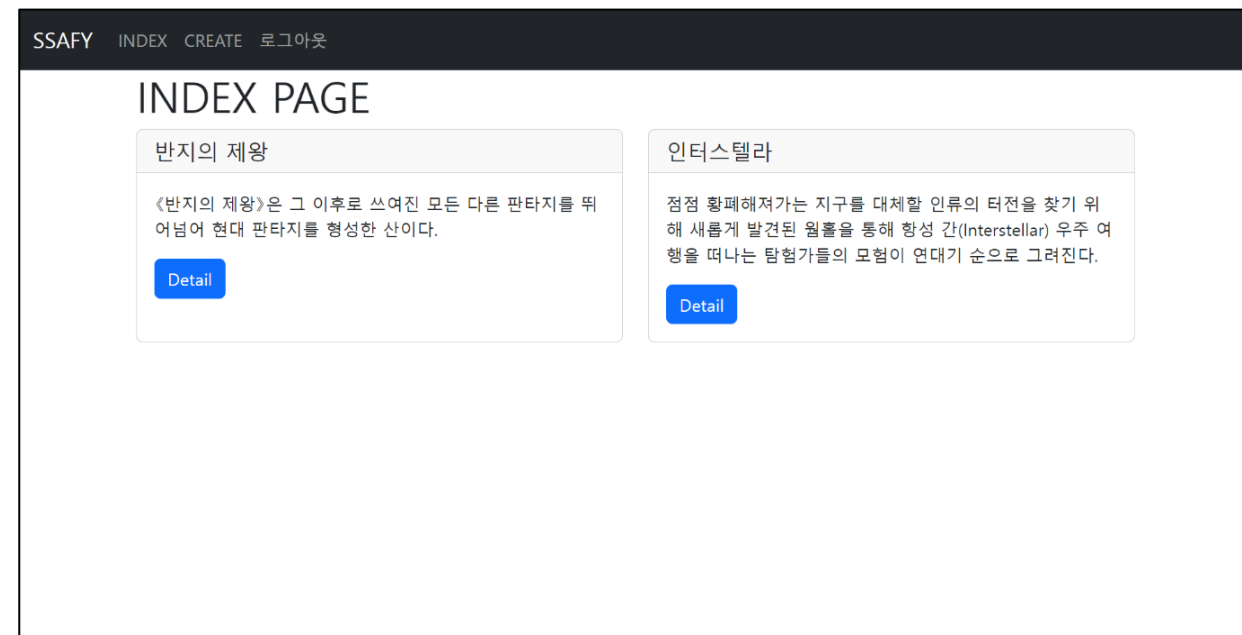 SSAFY INDEX CREATE 로그아웃
INDEX PAGE
반지의 제왕
《반지의 제왕》은 그 이후로 쓰여진 모든 다른 판타지를 뛰
어넘어 현대 판타지를 형성한 산이다.
Detail
인터스텔라
점점 황폐해져가는 지구를 대체할 인류의 터전을 찾기 위
해 새롭게 발견된 웜홀을 통해 항성 간(Interstellar) 우주 여
행을 떠나는 탐험가들의 모험이 연대기 순으로 그려진다.
Detail